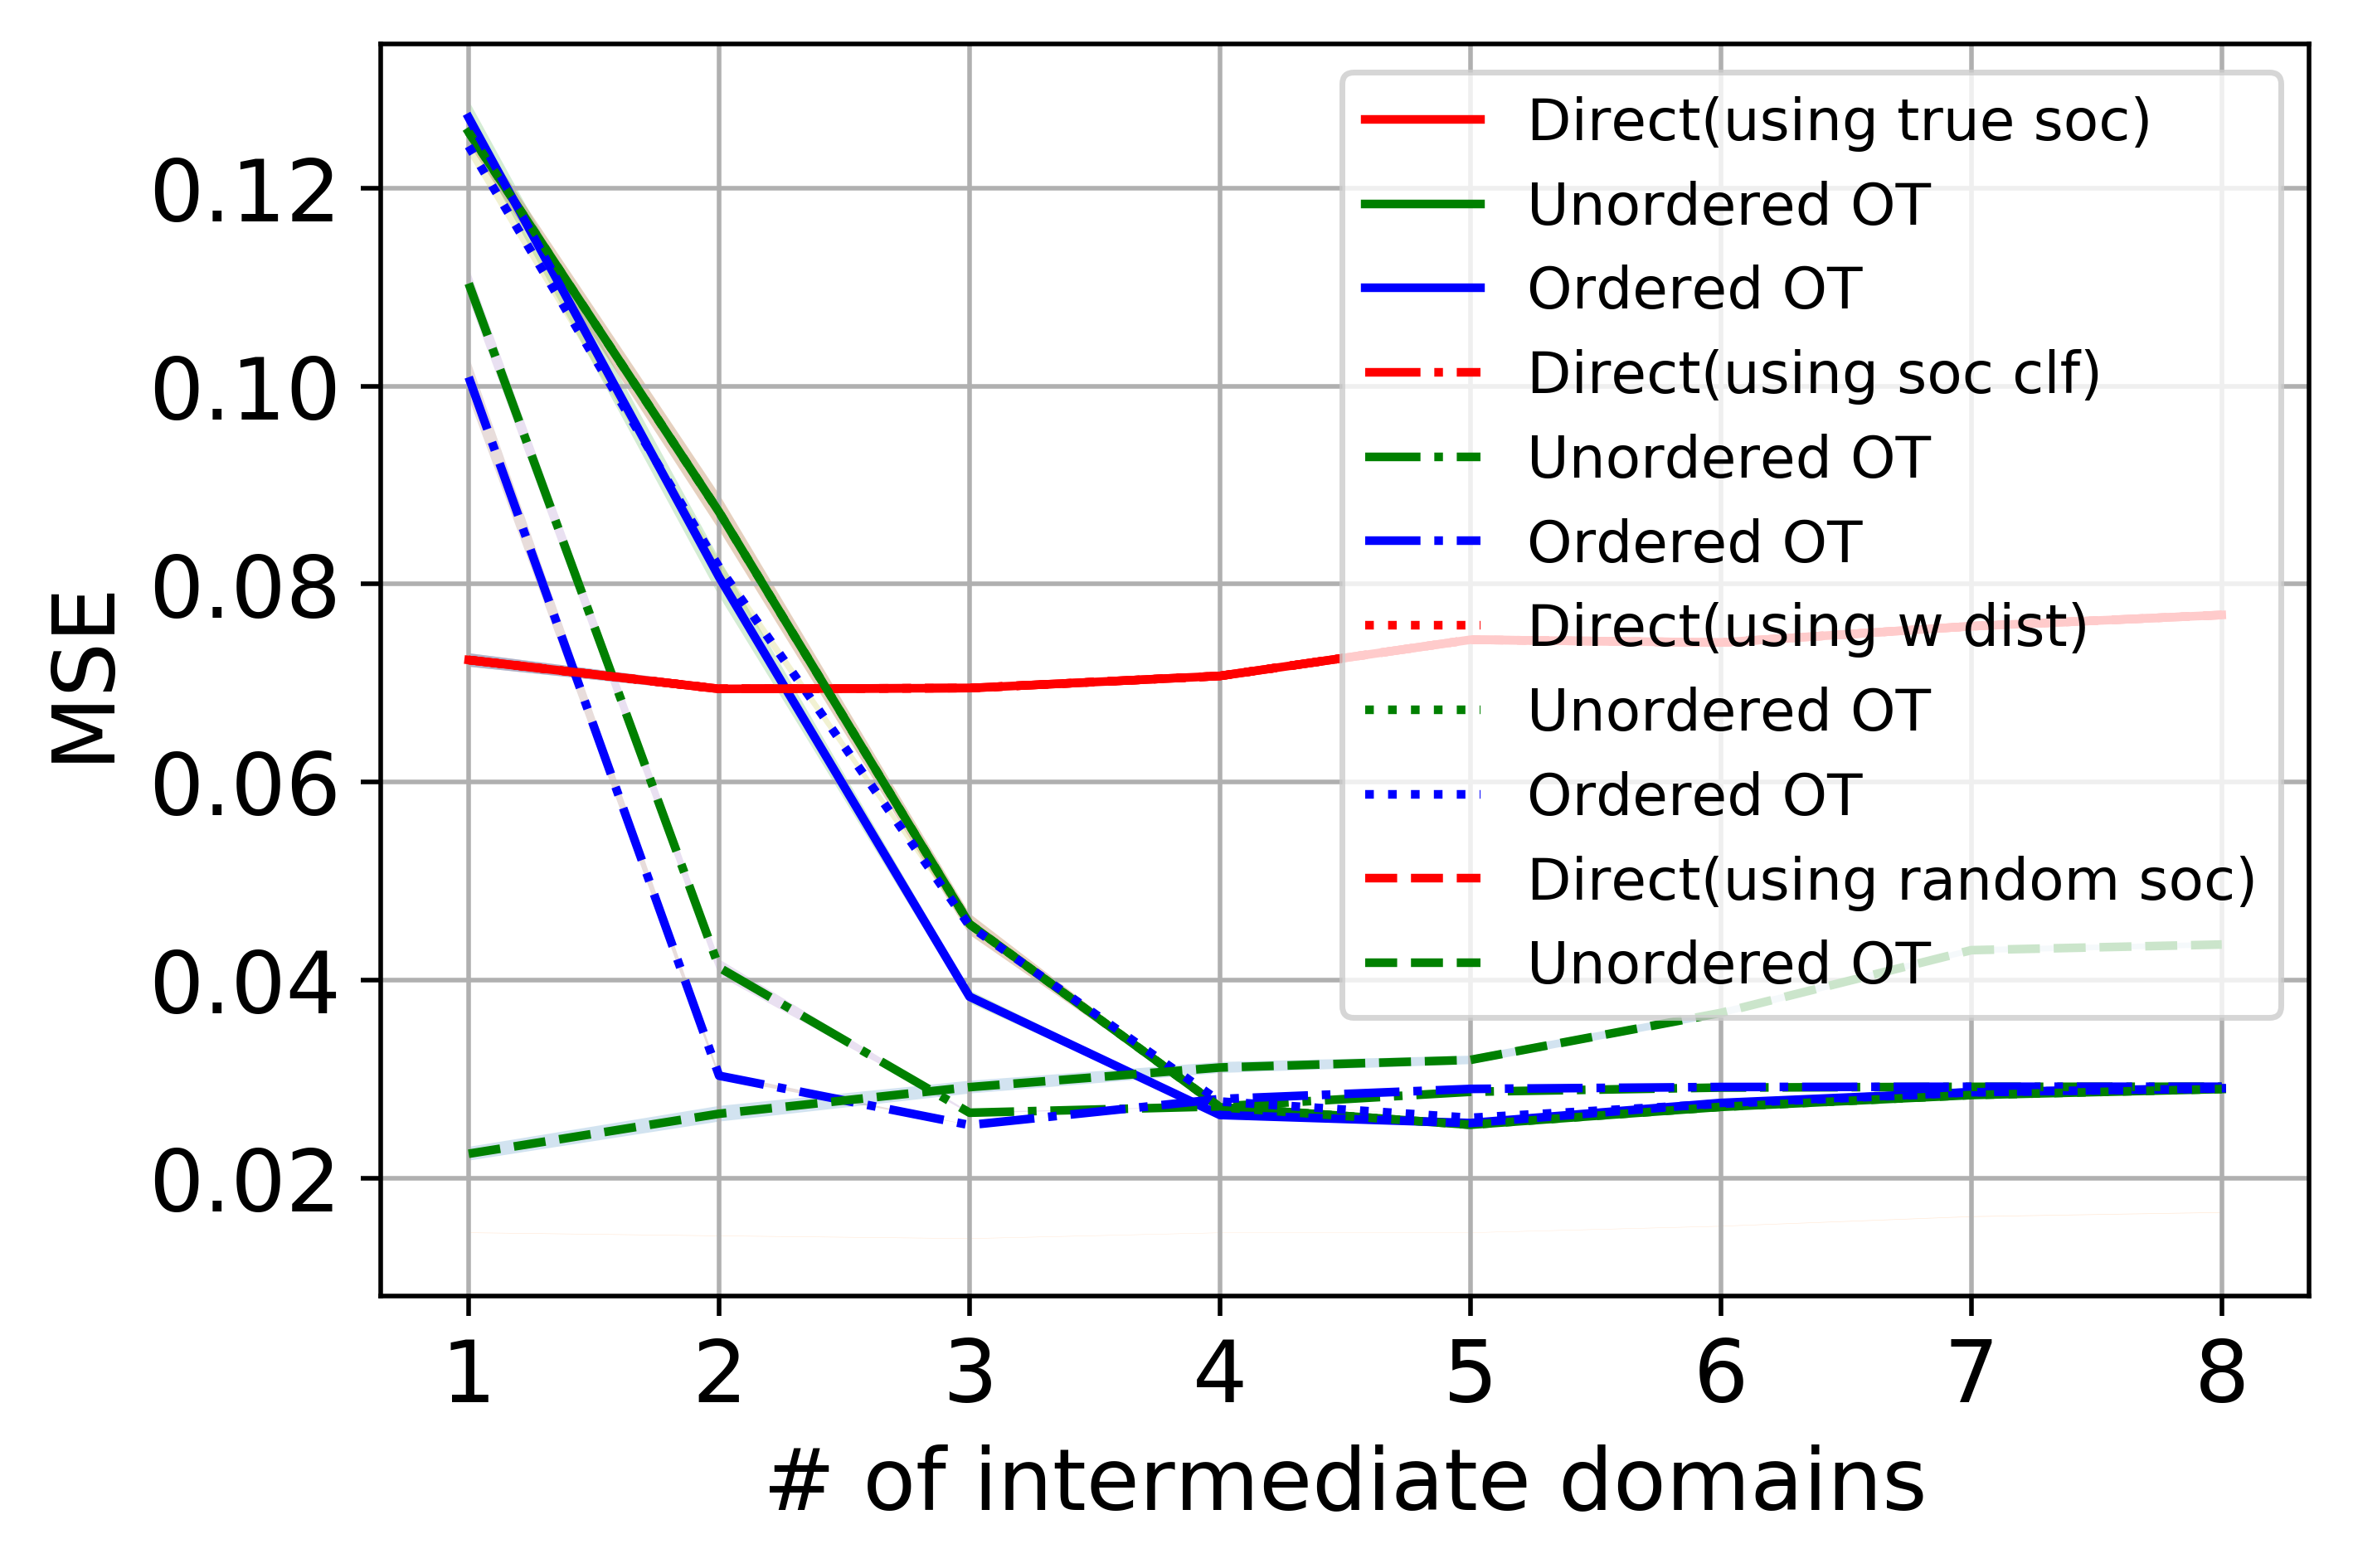 MSE
0.12
0.10
0.08
0.06
0.04
0.02
Direct(using true soc)
Unordered OT
Ordered OT
Direct(using soc clf)
Unordered OT
Ordered OT
Direct(using w dist)
Unordered OT
Ordered OT
Direct(using random soc)
Unordered OT
1 2 3 4 5 6 7 8
# of intermediate domains